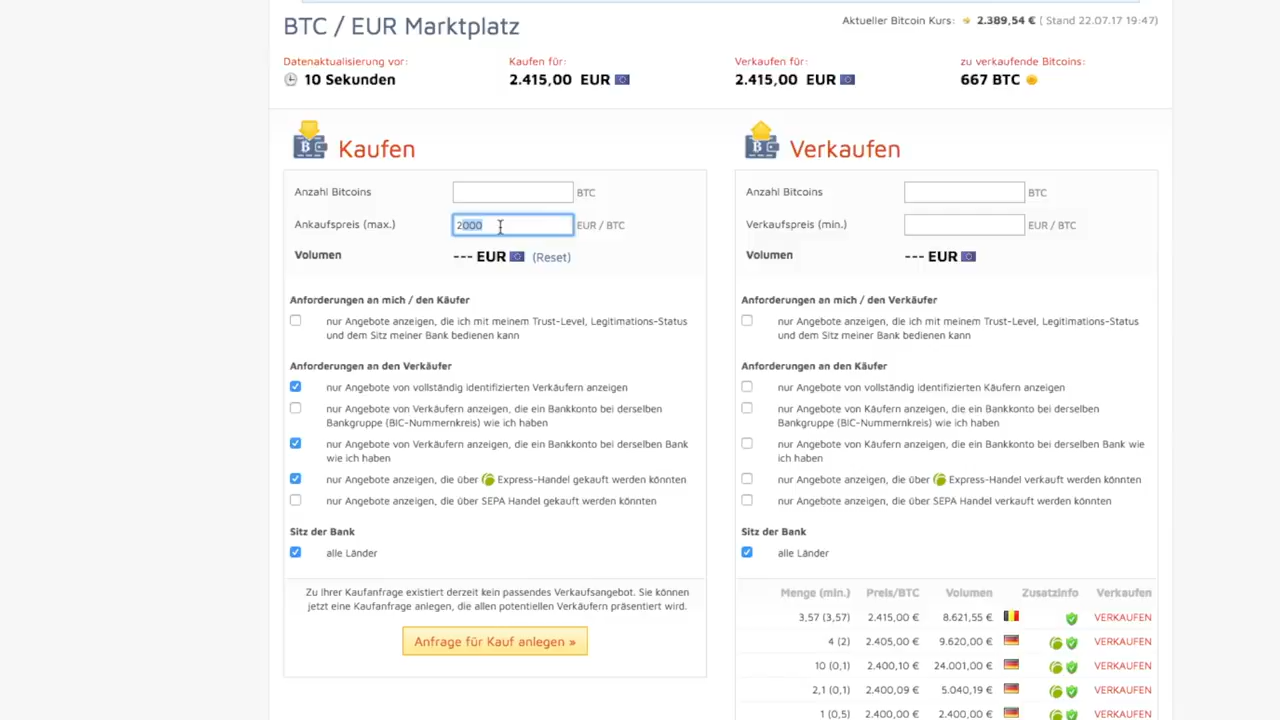 BTC / EUR Marktplatz
Aktueller Bitcoin Kurs: 2.389,54 € ( Stand 22.07.17 19:47)
Datenaktualisierung vor:
10 Sekunden
Kaufen für:
2.415,00 EUR
Verkaufen für:
2.415,00 EUR
zu verkaufende Bitcoins:
667 BTC
Kaufen
Anzahl Bitcoins BTC
Ankaufspreis (max.) 2000 EUR / BTC
Volumen --- EUR (Reset)
Anforderungen an mich / den Käufer
nur Angebote anzeigen, die ich mit meinem Trust-Level, Legitimations-Status
und dem Sitz meiner Bank bedienen kann
Anforderungen an den Verkäufer
nur Angebote von vollständig identifizierten Verkäufern anzeigen
nur Angebote von Verkäufern anzeigen, die ein Bankkonto bei derselben
Bankgruppe (BIC-Nummernkreis) wie ich haben
nur Angebote von Verkäufern anzeigen, die ein Bankkonto bei derselben Bank
wie ich haben
nur Angebote anzeigen, die über Express-Handel gekauft werden könnten
nur Angebote anzeigen, die über SEPA Handel gekauft werden könnten
Sitz der Bank
alle Länder
Zu Ihrer Kaufanfrage existiert derzeit kein passendes Verkaufsangebot. Sie können
jetzt eine Kaufanfrage anlegen, die allen potentiellen Verkäufern präsentiert wird.
Anfrage für Kauf anlegen »
Verkaufen
Anzahl Bitcoins BTC
Verkaufspreis (min.) EUR / BTC
Volumen --- EUR
Anforderungen an mich / den Verkäufer
nur Angebote anzeigen, die ich mit meinem Trust-Level, Legitimations-Status
und dem Sitz meiner Bank bedienen kann
Anforderungen an den Käufer
nur Angebote von vollständig identifizierten Käufern anzeigen
nur Angebote von Käufern anzeigen, die ein Bankkonto bei derselben
Bankgruppe (BIC-Nummernkreis) wie ich haben
nur Angebote von Käufern anzeigen, die ein Bankkonto bei derselben Bank wie
ich haben
nur Angebote anzeigen, die über Express-Handel verkauft werden könnten
nur Angebote anzeigen, die über SEPA Handel verkauft werden könnten
Sitz der Bank
alle Länder
Menge (min.) Preis/BTC Volumen Zusatzinfo Verkaufen
3,57 (3,57) 2.415,00 € 8.621,55 € VERKAUFEN
4 (2) 2.405,00 € 9.620,00 € VERKAUFEN
10 (0,1) 2.400,10 € 24.001,00 € VERKAUFEN
2,1 (0,1) 2.400,09 € 5.040,19 € VERKAUFEN
1 (0,5) 2.400,00 € 2.400,00 € VERKAUFEN